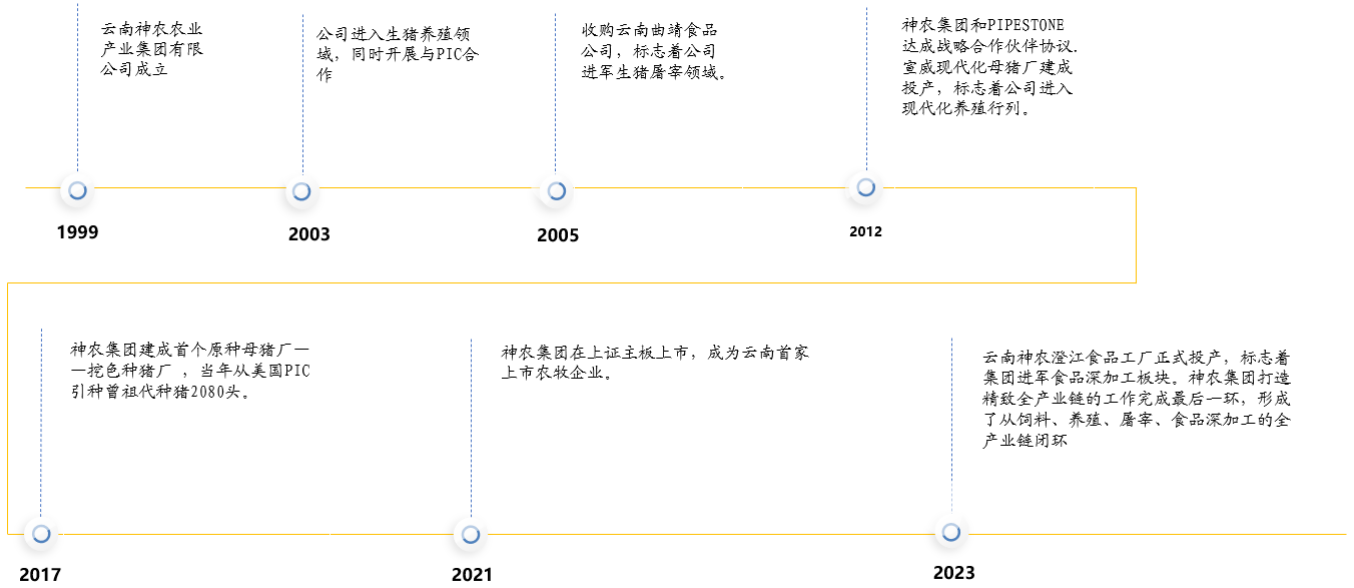 云南神农农业
产业集团有限
公司成立
公司进入生猪养殖领
域，同时开展与PIC合
作
收购云南曲靖食品
公司，标志着公司
进军生猪屠宰领域。
神农集团和PIPESTONE
达成战略合作伙伴协议.
宣威现代化母猪厂建成
投产，标志着公司进入
现代化养殖行列。
1999
2003
2005
2012
神农集团建成首个原种母猪厂—
—挖色种猪厂 ，当年从美国PIC
引种曾祖代种猪2080头。
神农集团在上证主板上市，成为云南首家
上市农牧企业。
云南神农澄江食品工厂正式投产，标志着
集团进军食品深加工板块。神农集团打造
精致全产业链的工作完成最后一环，形成
了从饲料、养殖、屠宰、食品深加工的全
产业链闭环
2017
2021
2023